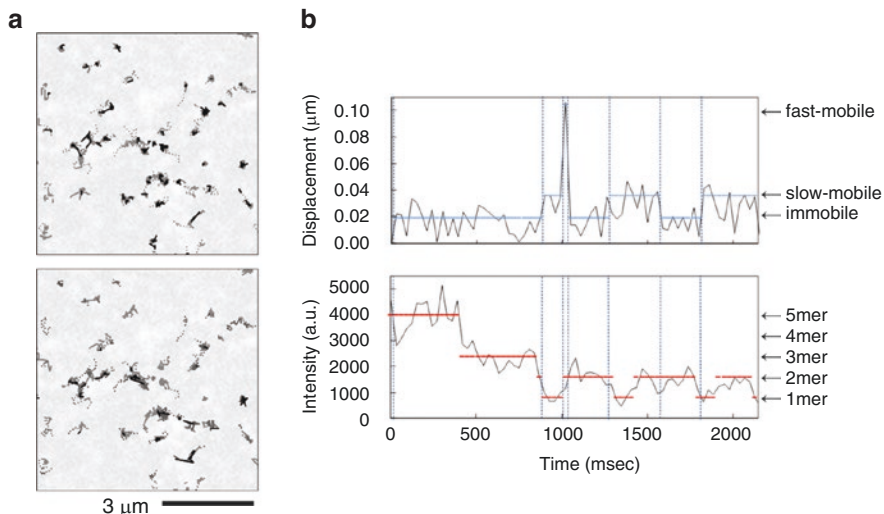 a
3 μm
b
Displacement (μm)
0.10
0.08
0.06
0.04
0.02
0.00
fast-mobile
slow-mobile
immobile
Intensity (a.u.)
5000
4000
3000
2000
1000
0
5mer
4mer
3mer
2mer
1mer
0 500 1000 1500 2000
Time (msec)